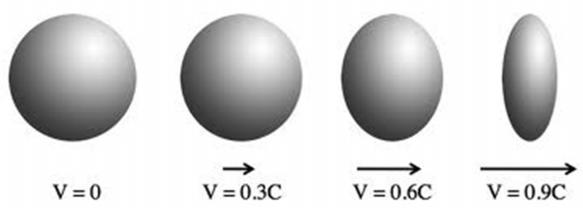 V = 0
V = 0.3C
V = 0.6C
V = 0.9C